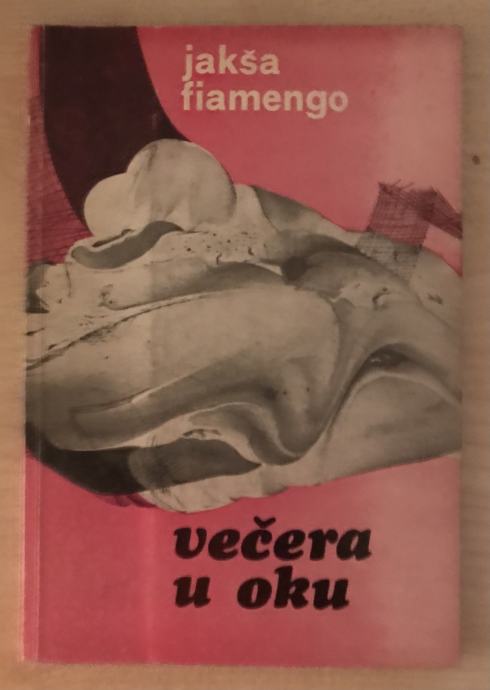 jakša
fiamengo
večera
u oku